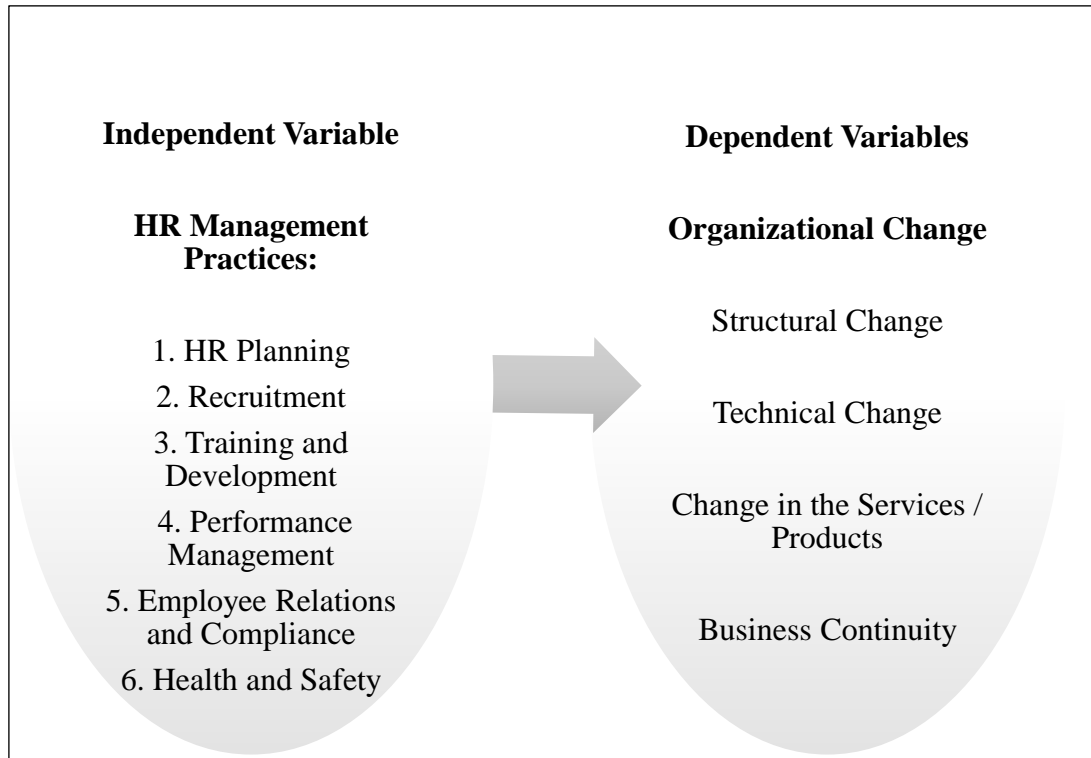 Independent Variable
HR Management
Practices:
1. HR Planning
2. Recruitment
3. Training and
Development
4. Performance
Management
5. Employee Relations
and Compliance
6. Health and Safety
Dependent Variables
Organizational Change
Structural Change
Technical Change
Change in the Services /
Products
Business Continuity